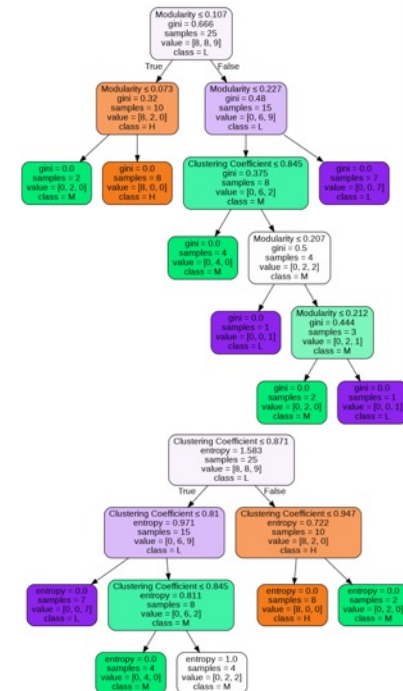 Modularity ≤ 0.107
gini = 0.666
samples = 25
value = [8, 8, 9]
class = L
True
False
Modularity ≤ 0.073
gini = 0.32
samples = 10
value = [8, 2, 0]
class = H
Modularity ≤ 0.227
gini = 0.48
samples = 15
value = [0, 6, 9]
class = L
gini = 0.0
samples = 2
value = [0, 2, 0]
class = M
gini = 0.0
samples = 8
value = [8, 0, 0]
class = H
Clustering Coefficient ≤ 0.845
gini = 0.375
samples = 8
value = [0, 6, 2]
class = M
gini = 0.0
samples = 7
value = [0, 0, 7]
class = L
gini = 0.0
samples = 4
value = [0, 4, 0]
class = M
Modularity ≤ 0.207
gini = 0.5
samples = 4
value = [0, 2, 2]
class = M
gini = 0.0
samples = 1
value = [0, 0, 1]
class = L
Modularity ≤ 0.212
gini = 0.444
samples = 3
value = [0, 2, 1]
class = M
gini = 0.0
samples = 2
value = [0, 2, 0]
class = M
gini = 0.0
samples = 1
value = [0, 0, 1]
class = L
Clustering Coefficient ≤ 0.871
entropy = 1.583
samples = 25
value = [8, 8, 9]
class = L
True
False
Clustering Coefficient ≤ 0.81
entropy = 0.971
samples = 15
value = [0, 6, 9]
class = L
Clustering Coefficient ≤ 0.947
entropy = 0.722
samples = 10
value = [8, 2, 0]
class = H
entropy = 0.0
samples = 7
value = [0, 0, 7]
class = L
Clustering Coefficient ≤ 0.845
entropy = 0.811
samples = 8
value = [0, 6, 2]
class = M
entropy = 0.0
samples = 8
value = [8, 0, 0]
class = H
entropy = 0.0
samples = 2
value = [0, 2, 0]
class = M
entropy = 0.0
samples = 4
value = [0, 4, 0]
class = M
entropy = 1.0
samples = 4
value = [0, 2, 2]
class = M